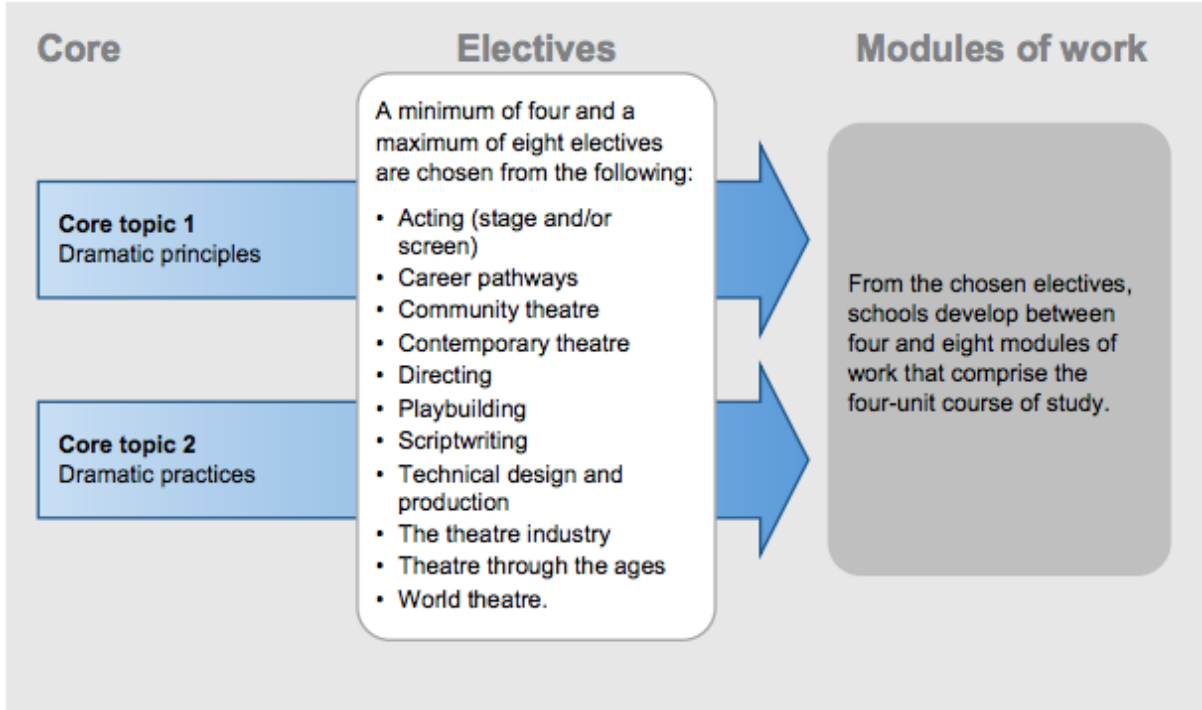 Core
Electives
Modules of work
Core topic 1
Dramatic principles
Core topic 2
Dramatic practices
A minimum of four and a
maximum of eight electives
are chosen from the following:
• Acting (stage and/or
screen)
• Career pathways
• Community theatre
• Contemporary theatre
• Directing
• Playbuilding
• Scriptwriting
• Technical design and
production
• The theatre industry
• Theatre through the ages
• World theatre.
From the chosen electives,
schools develop between
four and eight modules of
work that comprise the
four-unit course of study.